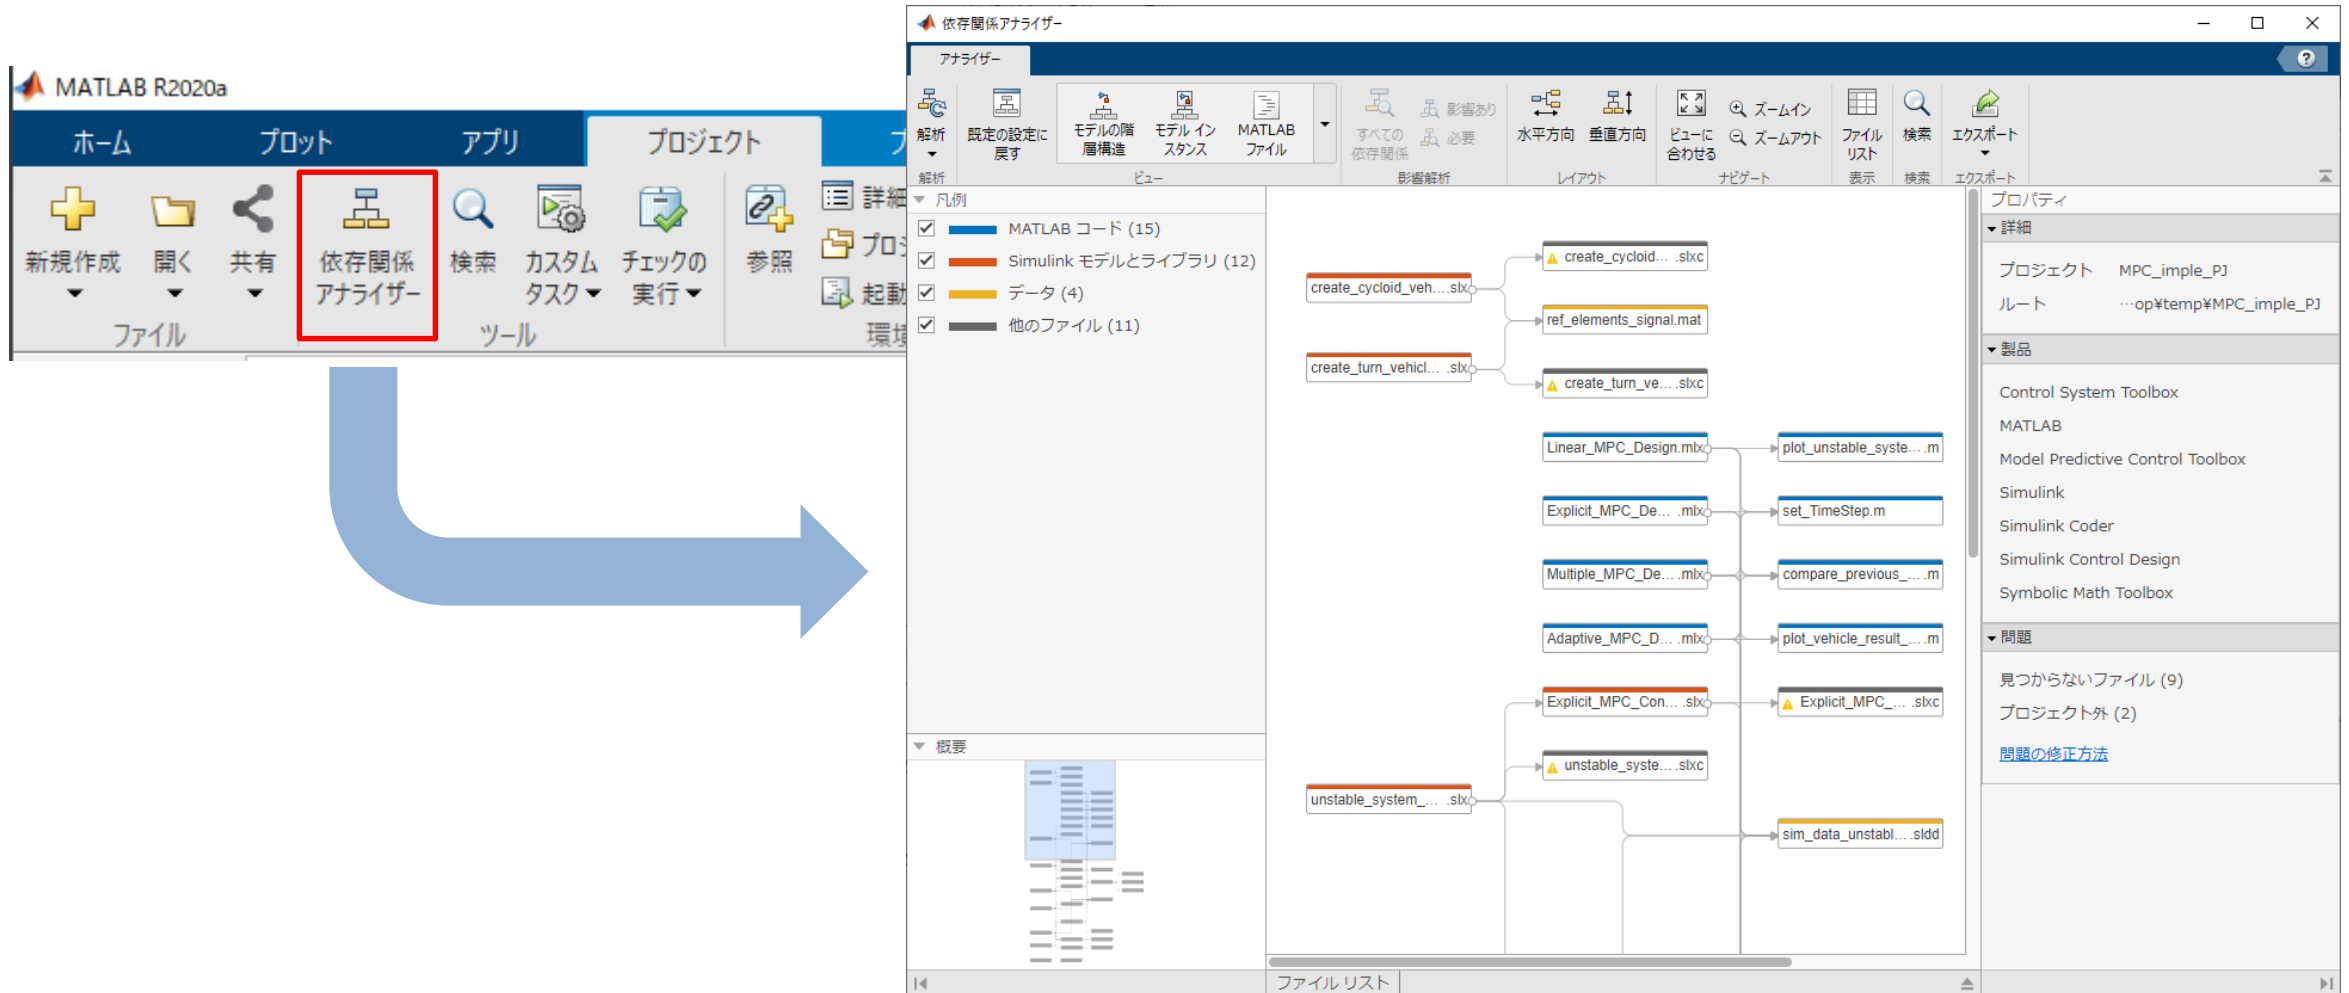 MATLAB R2020a
ホーム プロット アプリ プロジェクト
新規作成 開く 共有 依存関係 アナライザー 検索 カスタム タスク チェックの 実行 参照 詳細
起動
ファイル ツール 環境
依存関係アナライザー
アナライザー
解析 既定の設定に 戻す モデルの階 層構造 モデル イン スタンス MATLAB ファイル すべての 依存関係 影響あり 必要 水平方向 垂直方向 ビューに 合わせる ズームイン ズームアウト ファイル リスト 検索 エクスポート
解析 ビュー 影響解析 レイアウト ナビゲート 表示 検索 エクスポート
凡例
MATLAB コード (15)
Simulink モデルとライブラリ (12)
データ (4)
他のファイル (11)
概要
create_cycloid_veh....slx
create_cycloid... .slxc
ref_elements_signal.mat
create_turn_vehicl... .slx
create_turn_ve... .slxc
Linear_MPC_Design.mlx
plot_unstable_syste... .m
Explicit_MPC_De... .mlx
set_TimeStep.m
Multiple_MPC_De... .mlx
compare_previous_... .m
Adaptive_MPC_D... .mlx
plot_vehicle_result_... .m
Explicit_MPC_Con... .slx
Explicit_MPC_... .slxc
unstable_syste... .slxc
unstable_system_... .slx
sim_data_unstabl... .sldd
ファイル リスト
プロパティ
詳細
プロジェクト MPC_imple_PJ
ルート …op¥temp¥MPC_imple_PJ
製品
Control System Toolbox
MATLAB
Model Predictive Control Toolbox
Simulink
Simulink Coder
Simulink Control Design
Symbolic Math Toolbox
問題
見つからないファイル (9)
プロジェクト外 (2)
問題の修正方法